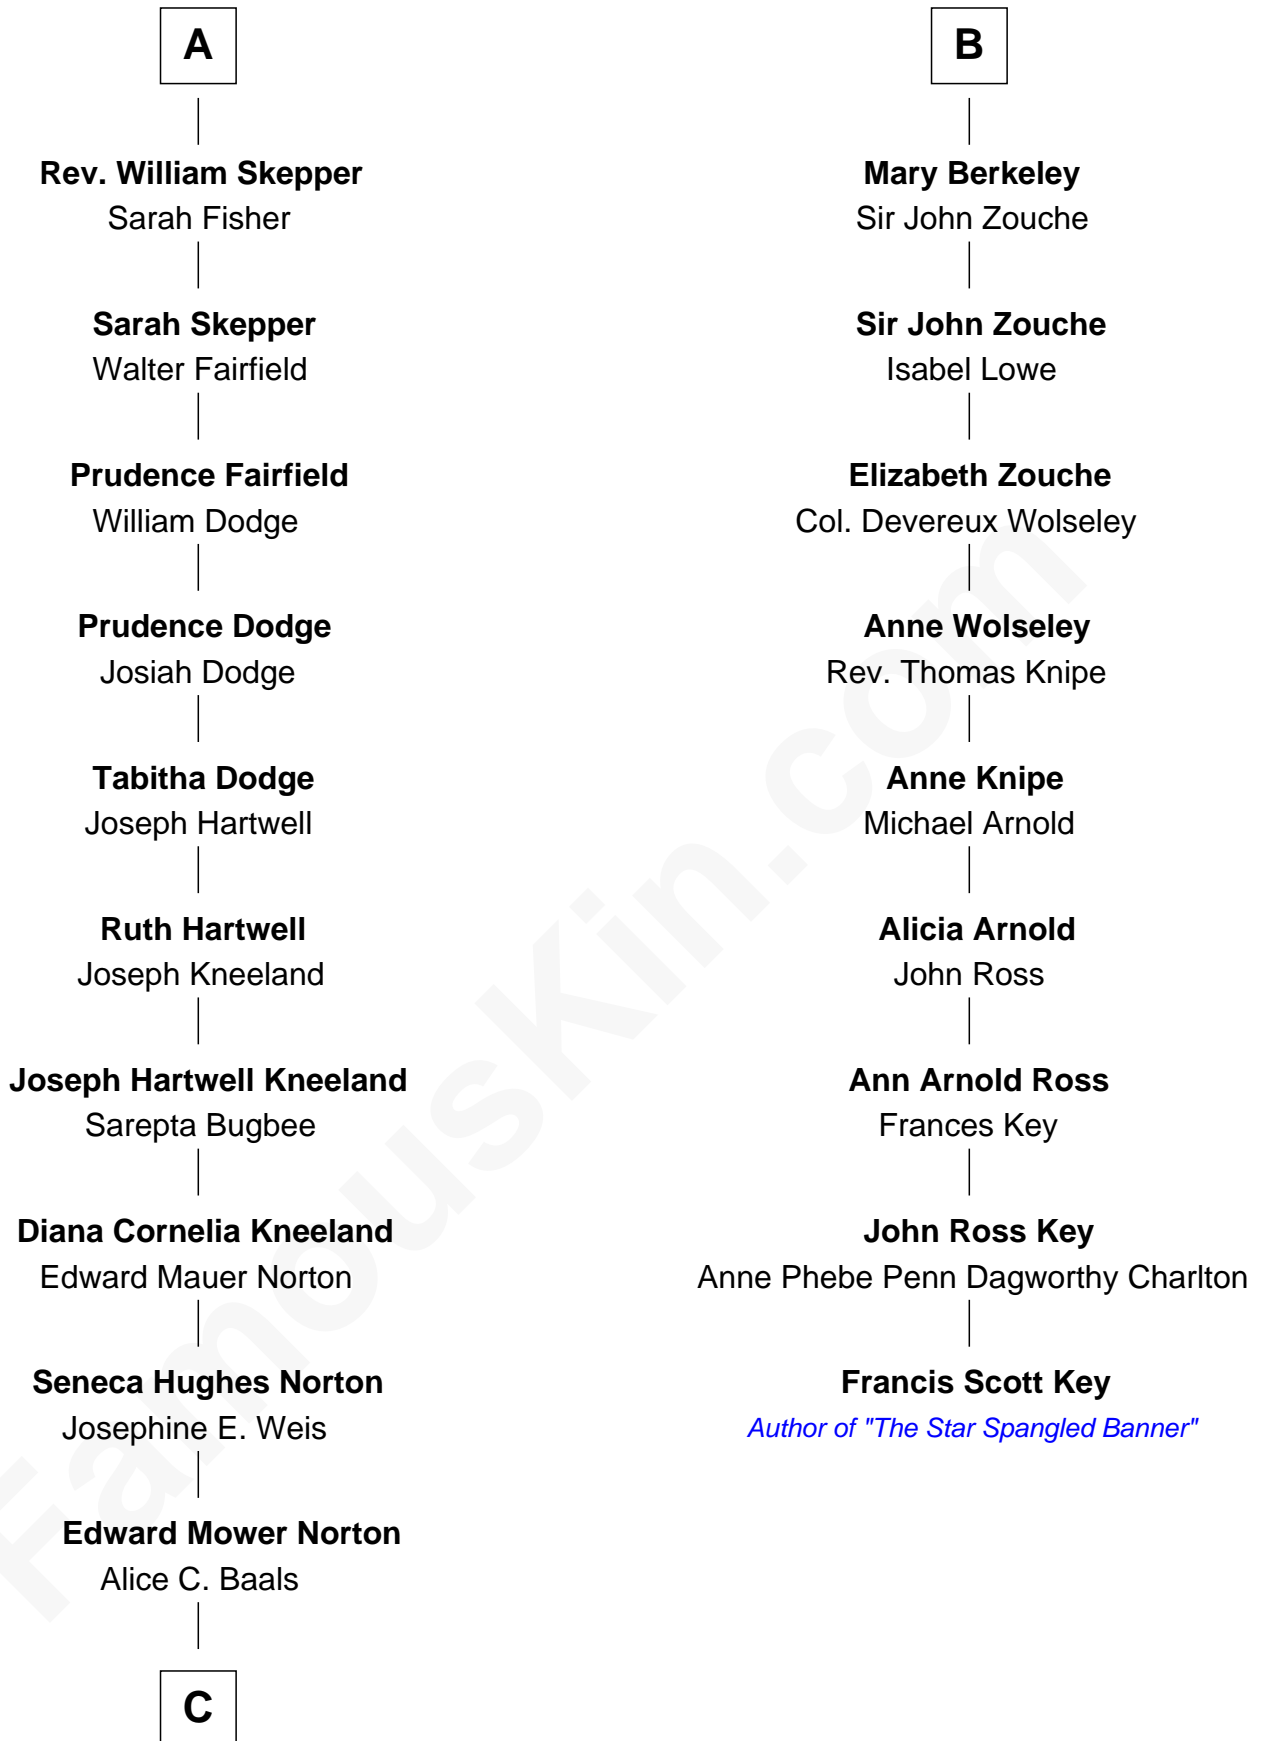 A
Rev. William Skepper
Sarah Fisher
Sarah Skepper
Walter Fairfield
Prudence Fairfield
William Dodge
Prudence Dodge
Josiah Dodge
Tabitha Dodge
Joseph Hartwell
Ruth Hartwell
Joseph Kneeland
Joseph Hartwell Kneeland
Sarepta Bugbee
Diana Cornelia Kneeland
Edward Mauer Norton
Seneca Hughes Norton
Josephine E. Weis
Edward Mower Norton
Alice C. Baals
C
B
Mary Berkeley
Sir John Zouche
Sir John Zouche
Isabel Lowe
Elizabeth Zouche
Col. Devereux Wolseley
Anne Wolseley
Rev. Thomas Knipe
Anne Knipe
Michael Arnold
Alicia Arnold
John Ross
Ann Arnold Ross
Frances Key
John Ross Key
Anne Phebe Penn Dagworthy Charlton
Francis Scott Key
Author of "The Star Spangled Banner"
FamousKin.com